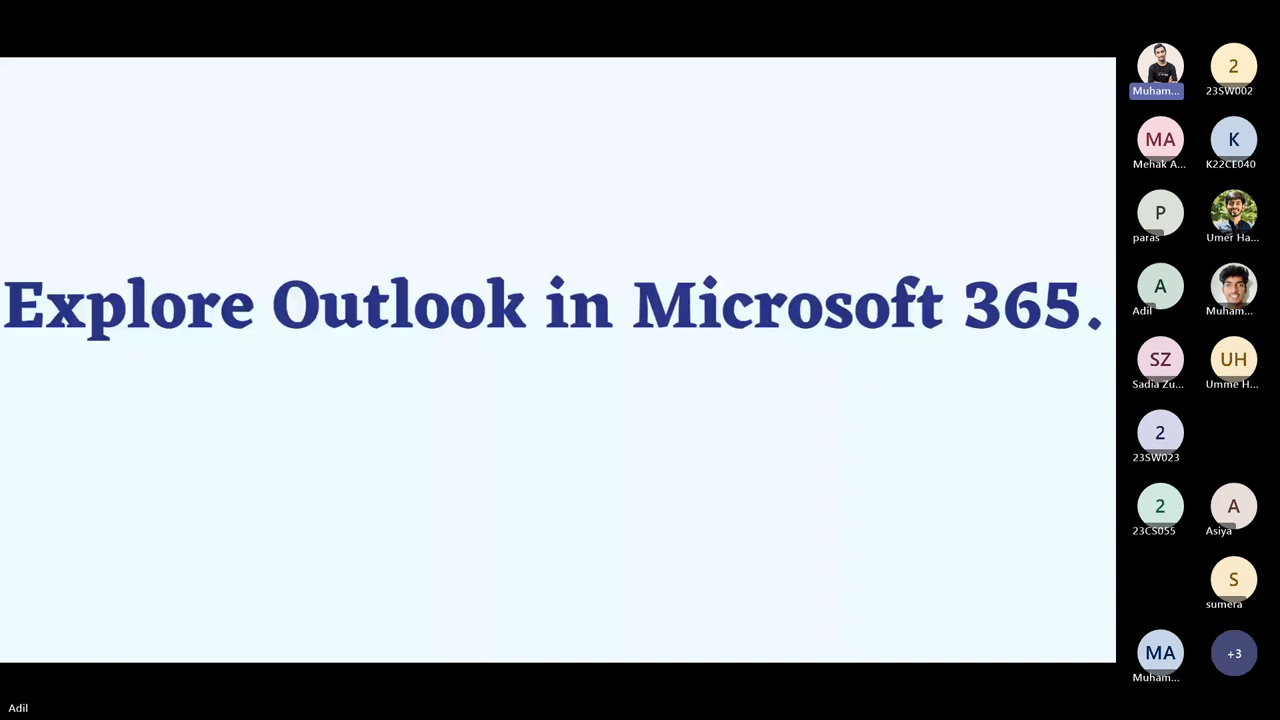 Explore Outlook in Microsoft 365.
Muham...
2
23SW002
MA
Mehak A...
K
K22CE040
P
paras
Umer Ha...
A
Adil
Muham...
SZ
Sadia Zu...
UH
Umme H...
2
23SW023
2
23CS055
A
Asiya
S
sumera
MA
Muham...
+3
Adil